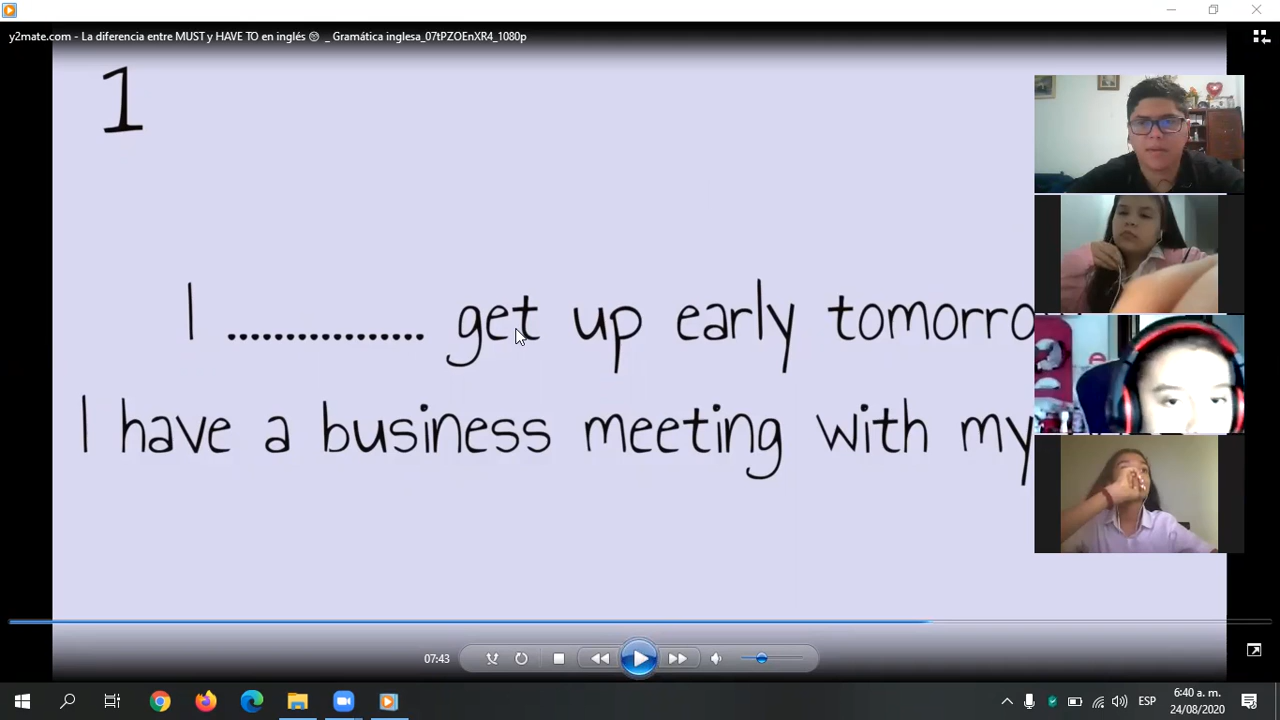 y2mate.com - La diferencia entre MUST y HAVE TO en inglés 😍 _ Gramática inglesa_07tPZOEnXR4_1080p
1
I ................ get up early tomorro
I have a business meeting with my
07:43
ESP
6:40 a. m.
24/08/2020